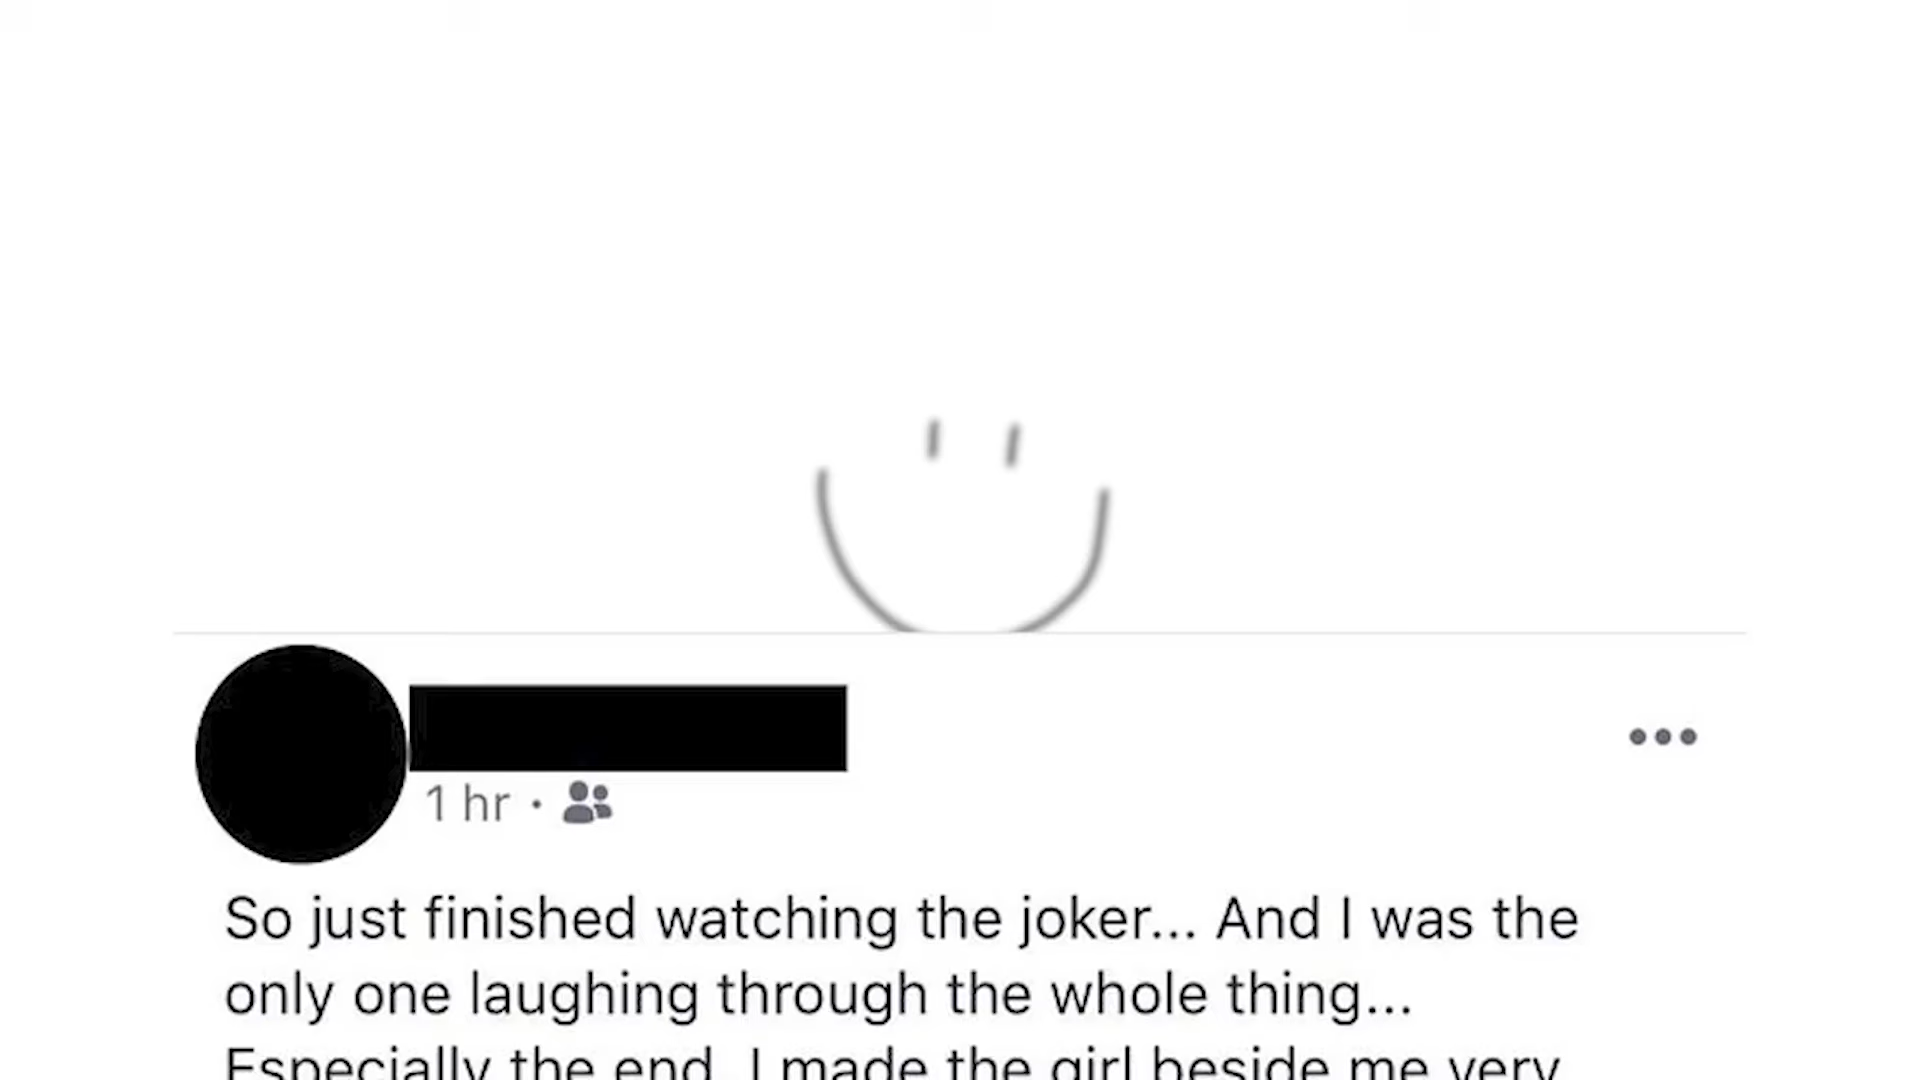 1 hr ·
So just finished watching the joker... And I was the
only one laughing through the whole thing...
Especially the end. I made the girl beside me very